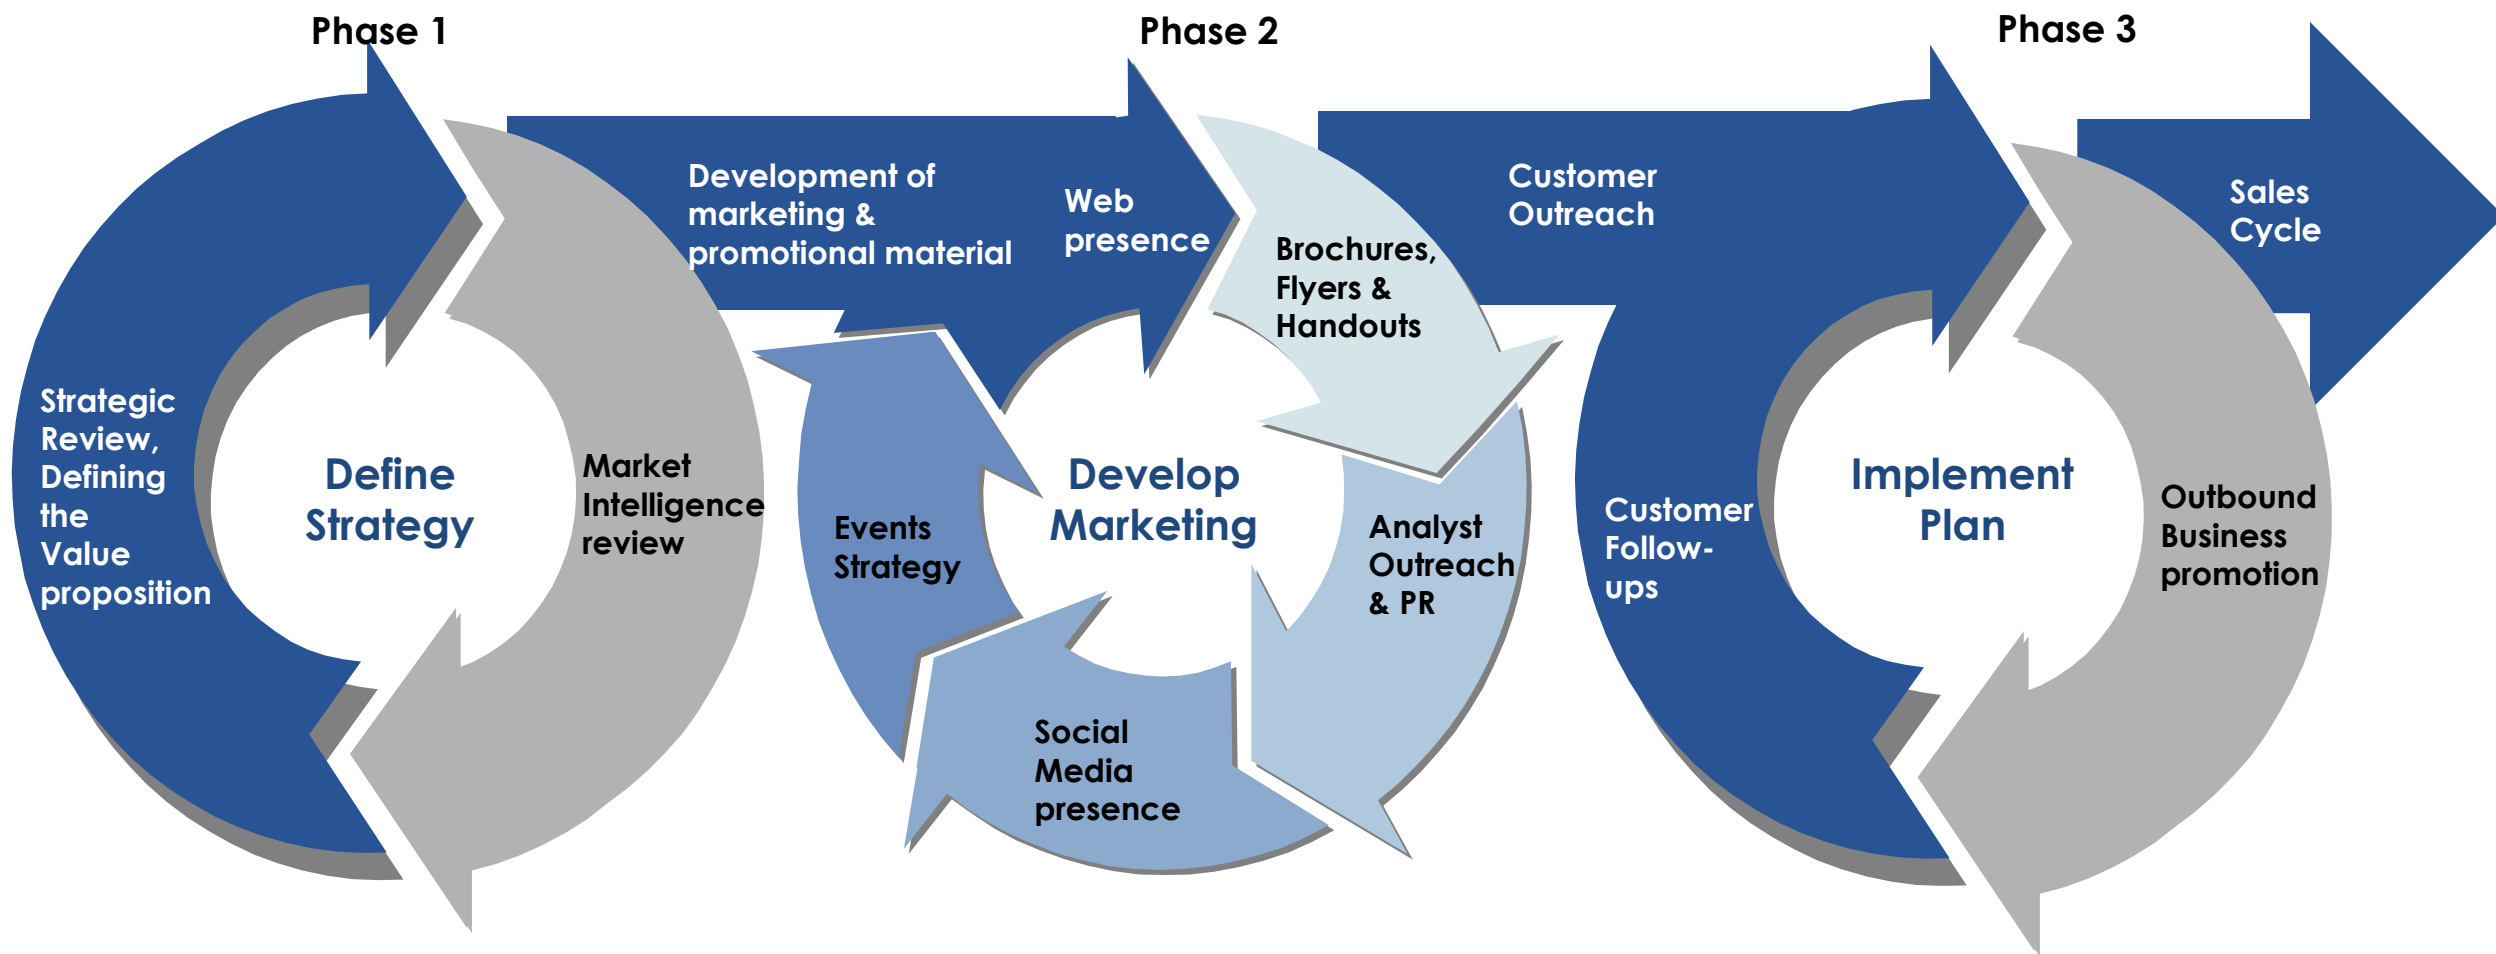 Phase 1
Phase 2
Phase 3
Strategic
Review,
Defining
the
Value
proposition
Define
Strategy
Market
Intelligence
review
Development of
marketing &
promotional material
Web
presence
Brochures,
Flyers &
Handouts
Events
Strategy
Develop
Marketing
Analyst
Outreach
& PR
Social
Media
presence
Customer
Outreach
Customer
Follow-
ups
Implement
Plan
Outbound
Business
promotion
Sales
Cycle